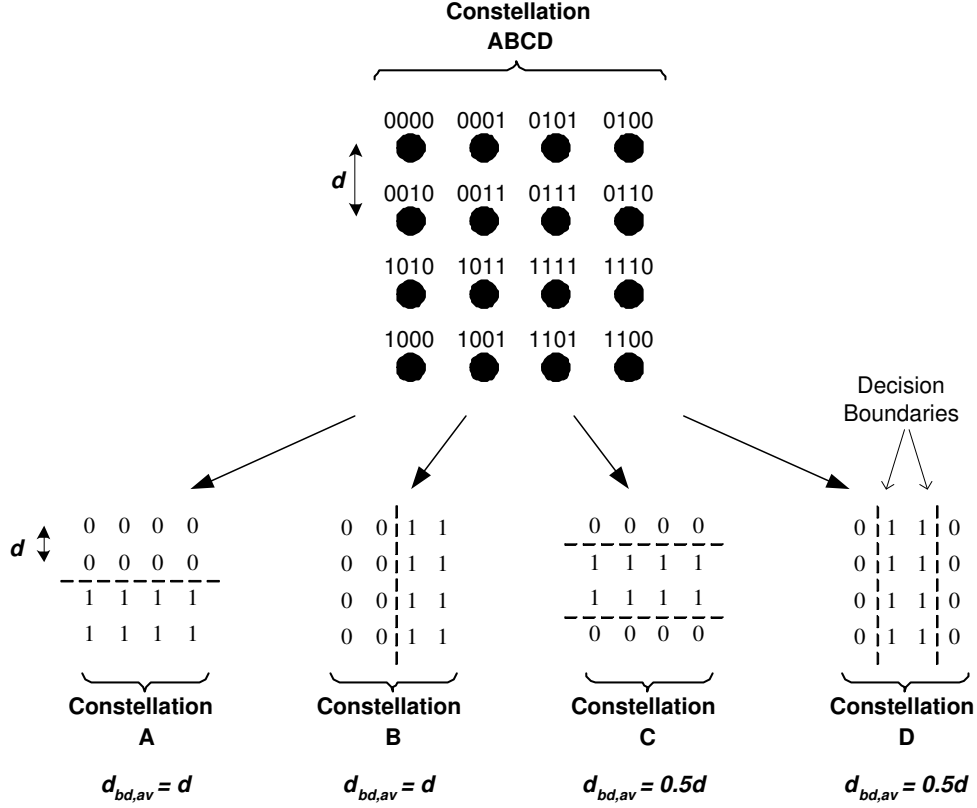 Constellation
ABCD
0000 0001 0101 0100
d
0010 0011 0111 0110
1010 1011 1111 1110
1000 1001 1101 1100
Decision
Boundaries
d
0 0 0 0
0 0 0 0
1 1 1 1
1 1 1 1
0 0 1 1
0 0 1 1
0 0 1 1
0 0 1 1
0 0 0 0
1 1 1 1
1 1 1 1
0 0 0 0
0 1 1 0
0 1 1 0
0 1 1 0
0 1 1 0
Constellation
A
Constellation
B
Constellation
C
Constellation
D
d_bd,av = d
d_bd,av = d
d_bd,av = 0.5d
d_bd,av = 0.5d